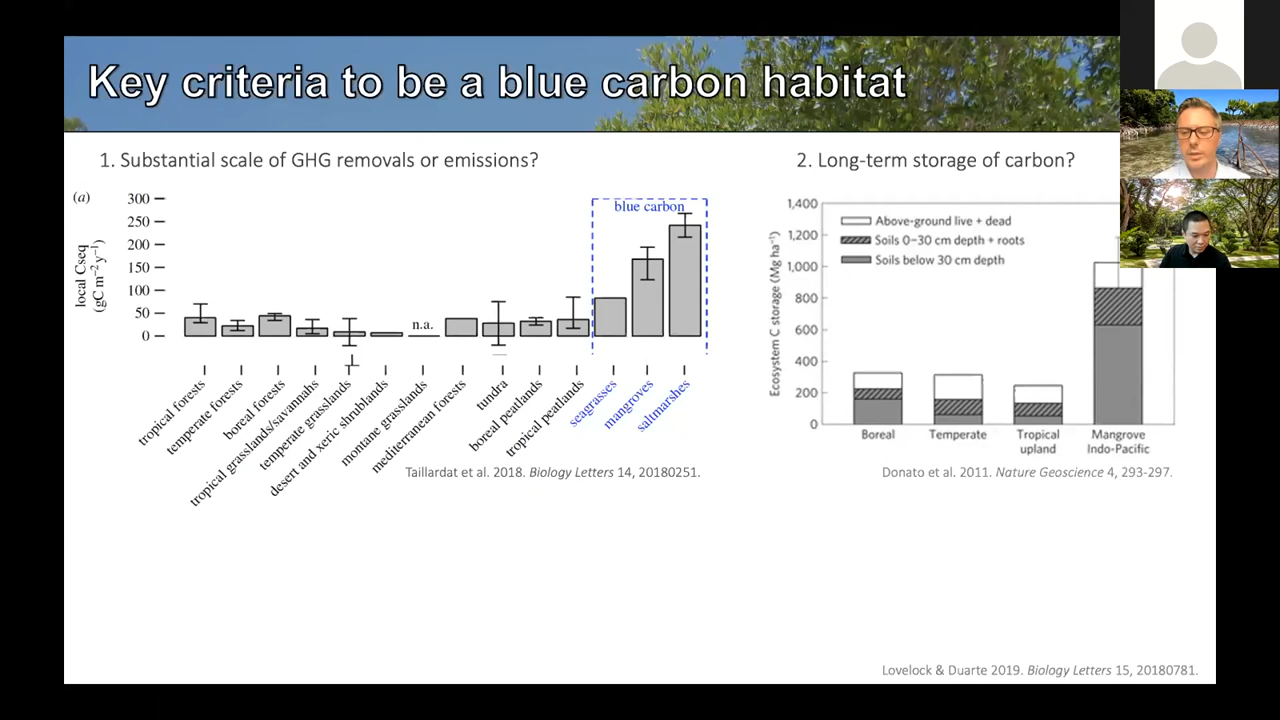 Key criteria to be a blue carbon habitat
1. Substantial scale of GHG removals or emissions?
(a)
local Cseq
(gC m⁻² y⁻¹)
300
250
200
150
100
50
0
n.a.
blue carbon
tropical forests
temperate forests
boreal forests
tropical grasslands/savannahs
temperate grasslands
desert and xeric shrublands
montane grasslands
mediterranean forests
tundra
boreal peatlands
tropical peatlands
seagrasses
mangroves
saltmarshes
Taillardat et al. 2018. Biology Letters 14, 20180251.
2. Long-term storage of carbon?
Ecosystem C storage (Mg ha⁻¹)
1,400
1,200
1,000
800
600
400
200
0
Above-ground live + dead
Soils 0–30 cm depth + roots
Soils below 30 cm depth
Boreal
Temperate
Tropical
upland
Mangrove
Indo-Pacific
Donato et al. 2011. Nature Geoscience 4, 293-297.
Lovelock & Duarte 2019. Biology Letters 15, 20180781.